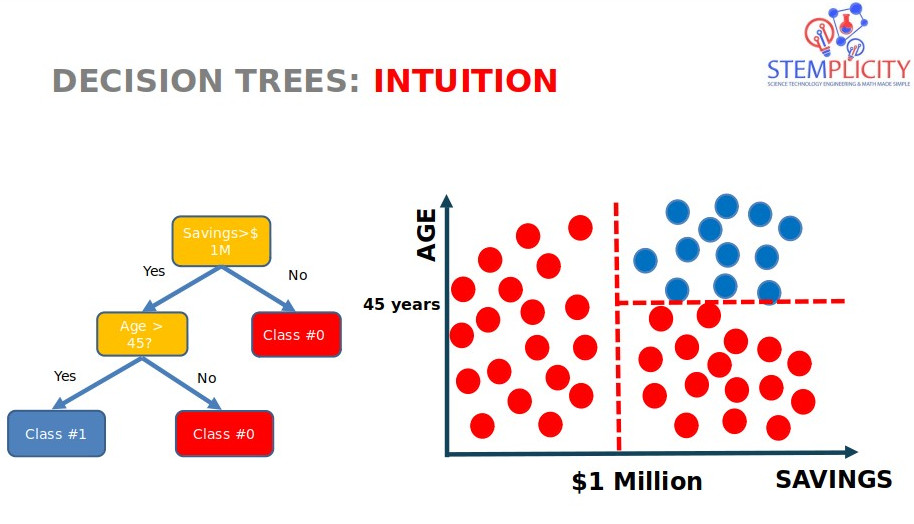 STEMPLICITY
SCIENCE TECHNOLOGY ENGINEERING & MATH MADE SIMPLE
DECISION TREES: INTUITION
Savings>$
1M
Yes
No
Age >
45?
Class #0
Yes
No
Class #1
Class #0
AGE
45 years
$1 Million
SAVINGS